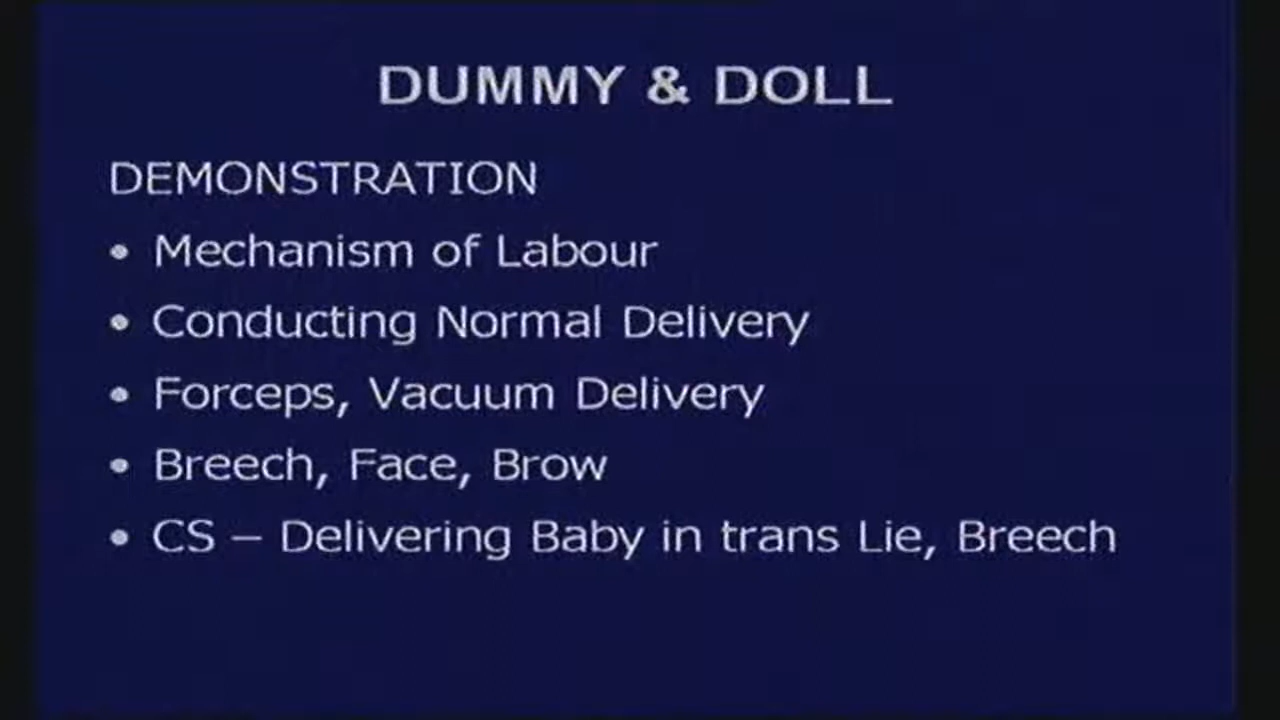 DUMMY & DOLL
DEMONSTRATION
• Mechanism of Labour
• Conducting Normal Delivery
• Forceps, Vacuum Delivery
• Breech, Face, Brow
• CS – Delivering Baby in trans Lie, Breech